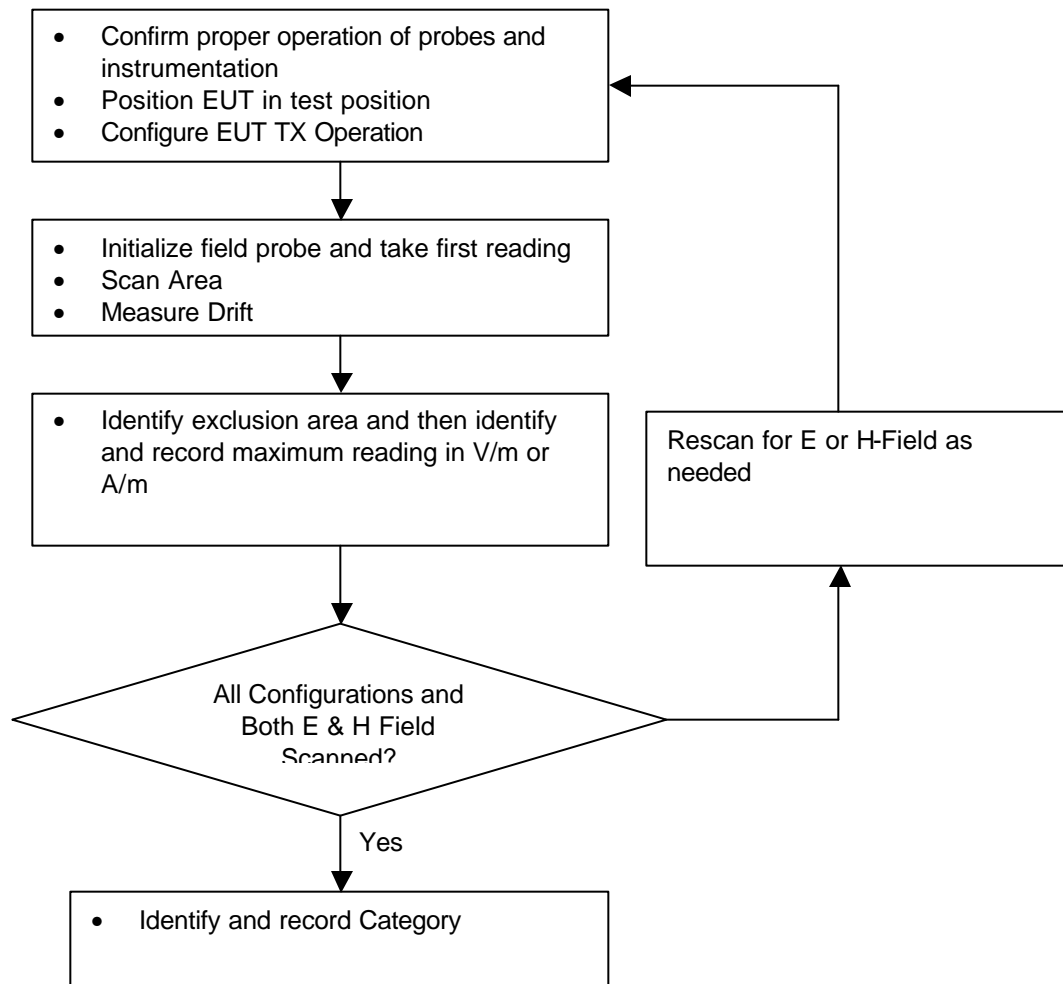 • Confirm proper operation of probes and
instrumentation
• Position EUT in test position
• Configure EUT TX Operation
• Initialize field probe and take first reading
• Scan Area
• Measure Drift
• Identify exclusion area and then identify
and record maximum reading in V/m or
A/m
Rescan for E or H-Field as
needed
All Configurations and
Both E & H Field
Scanned?
Yes
• Identify and record Category